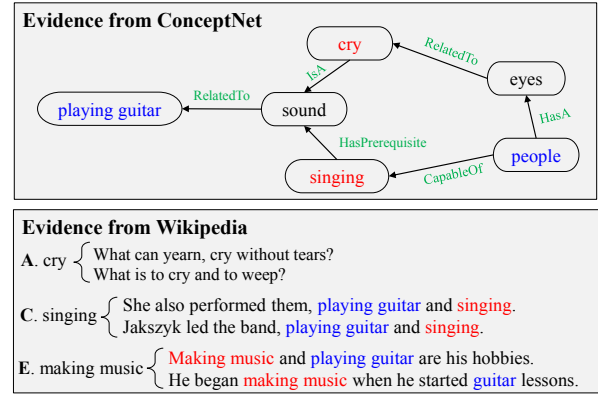 Evidence from ConceptNet
cry
RelatedTo
IsA
eyes
RelatedTo
playing guitar
sound
HasA
HasPrerequisite
people
singing
CapableOf
Evidence from Wikipedia
A. cry
What can yearn, cry without tears?
What is to cry and to weep?
C. singing
She also performed them, playing guitar and singing.
Jakszyk led the band, playing guitar and singing.
E. making music
Making music and playing guitar are his hobbies.
He began making music when he started guitar lessons.